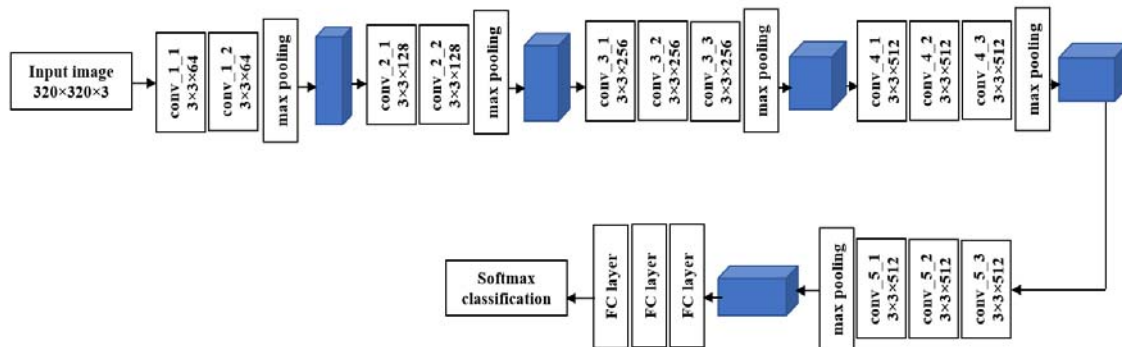 Input image
320×320×3
conv_1_1
3×3×64
conv_1_2
3×3×64
max pooling
conv_2_1
3×3×128
conv_2_2
3×3×128
max pooling
conv_3_1
3×3×256
conv_3_2
3×3×256
conv_3_3
3×3×256
max pooling
conv_4_1
3×3×512
conv_4_2
3×3×512
conv_4_3
3×3×512
max pooling
Softmax
classification
FC layer
FC layer
FC layer
max pooling
conv_5_1
3×3×512
conv_5_2
3×3×512
conv_5_3
3×3×512